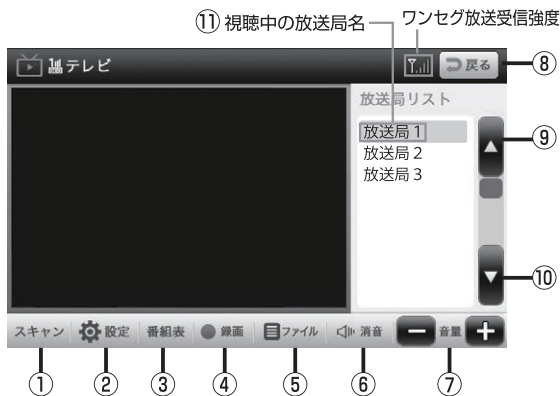 ⑪ 視聴中の放送局名
ワンセグ放送受信強度
テレビ
戻る
⑧
放送局リスト
放送局1
放送局2
放送局3
⑨
⑩
スキャン 設定 番組表 録画 ファイル 消音 － 音量 ＋
① ② ③ ④ ⑤ ⑥ ⑦